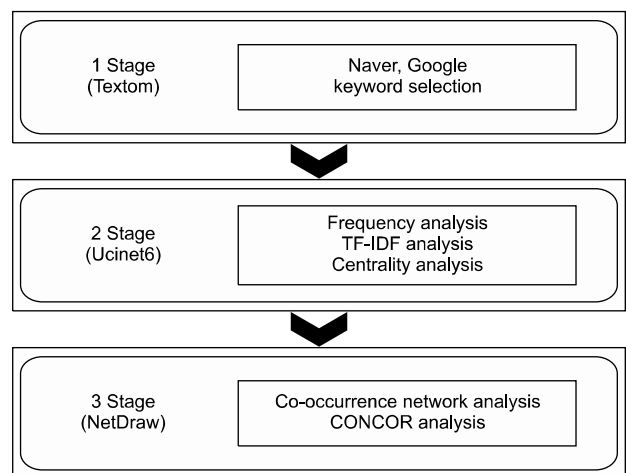 1 Stage
(Textom)
Naver, Google
keyword selection
2 Stage
(Ucinet6)
Frequency analysis
TF-IDF analysis
Centrality analysis
3 Stage
(NetDraw)
Co-occurrence network analysis
CONCOR analysis